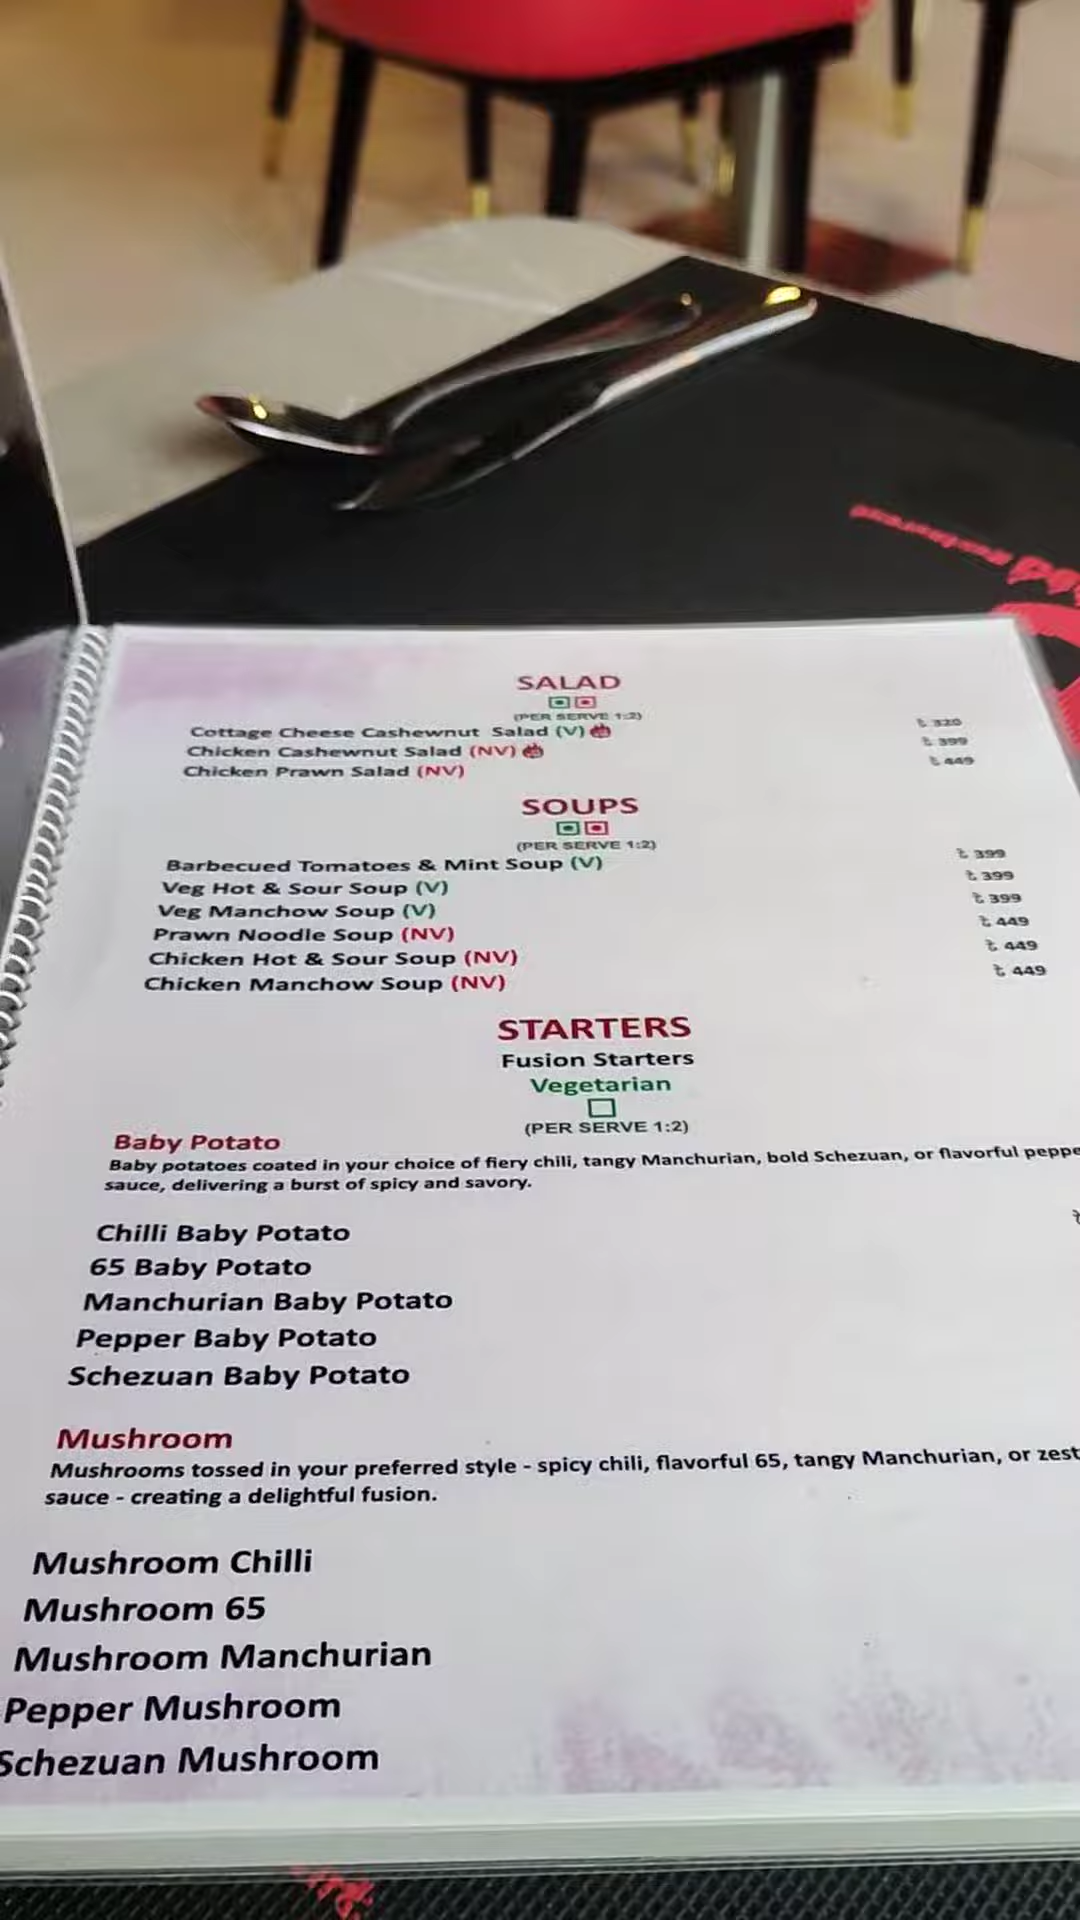 SALAD
(PER SERVE 1:2)
Cottage Cheese Cashewnut Salad (V) ₺ 320
Chicken Cashewnut Salad (NV) ₺ 399
Chicken Prawn Salad (NV) ₺ 449
SOUPS
(PER SERVE 1:2)
Barbecued Tomatoes & Mint Soup (V) ₺ 399
Veg Hot & Sour Soup (V) ₺ 399
Veg Manchow Soup (V) ₺ 399
Prawn Noodle Soup (NV) ₺ 449
Chicken Hot & Sour Soup (NV) ₺ 449
Chicken Manchow Soup (NV) ₺ 449
STARTERS
Fusion Starters
Vegetarian
(PER SERVE 1:2)
Baby Potato
Baby potatoes coated in your choice of fiery chili, tangy Manchurian, bold Schezuan, or flavorful peppe
sauce, delivering a burst of spicy and savory.
Chilli Baby Potato ₺
65 Baby Potato
Manchurian Baby Potato
Pepper Baby Potato
Schezuan Baby Potato
Mushroom
Mushrooms tossed in your preferred style - spicy chili, flavorful 65, tangy Manchurian, or zest
sauce - creating a delightful fusion.
Mushroom Chilli
Mushroom 65
Mushroom Manchurian
Pepper Mushroom
Schezuan Mushroom